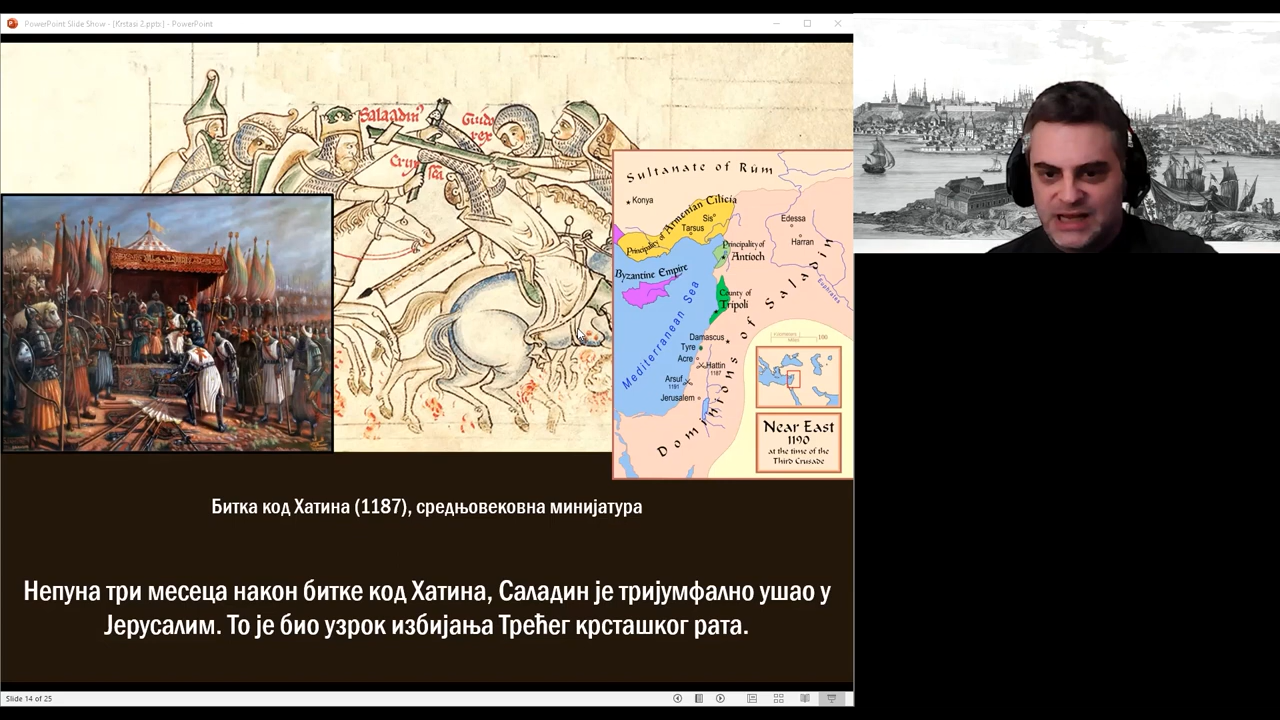 PowerPoint Slide Show - [Krstasi 2.pptx] - PowerPoint
Saladin'
Guido
rex
Sultanate of Rūm
Konya
Principality of Armenian Cilicia
Sis
Tarsus
Edessa
Harran
Principality of
Antioch
Byzantine Empire
County of
Tripoli
Mediterranean Sea
Dominions of Saladin
Euphrates
Damascus
Tyre
Acre
Hattin
1187
Arsuf
1191
Jerusalem
100
Near East
1190
at the time of the
Third Crusade
Битка код Хатина (1187), средњовековна минијатура
Непуна три месеца након битке код Хатина, Саладин је тријумфално ушао у
Јерусалим. То је био узрок избијања Трећег крсташког рата.
Slide 14 of 25